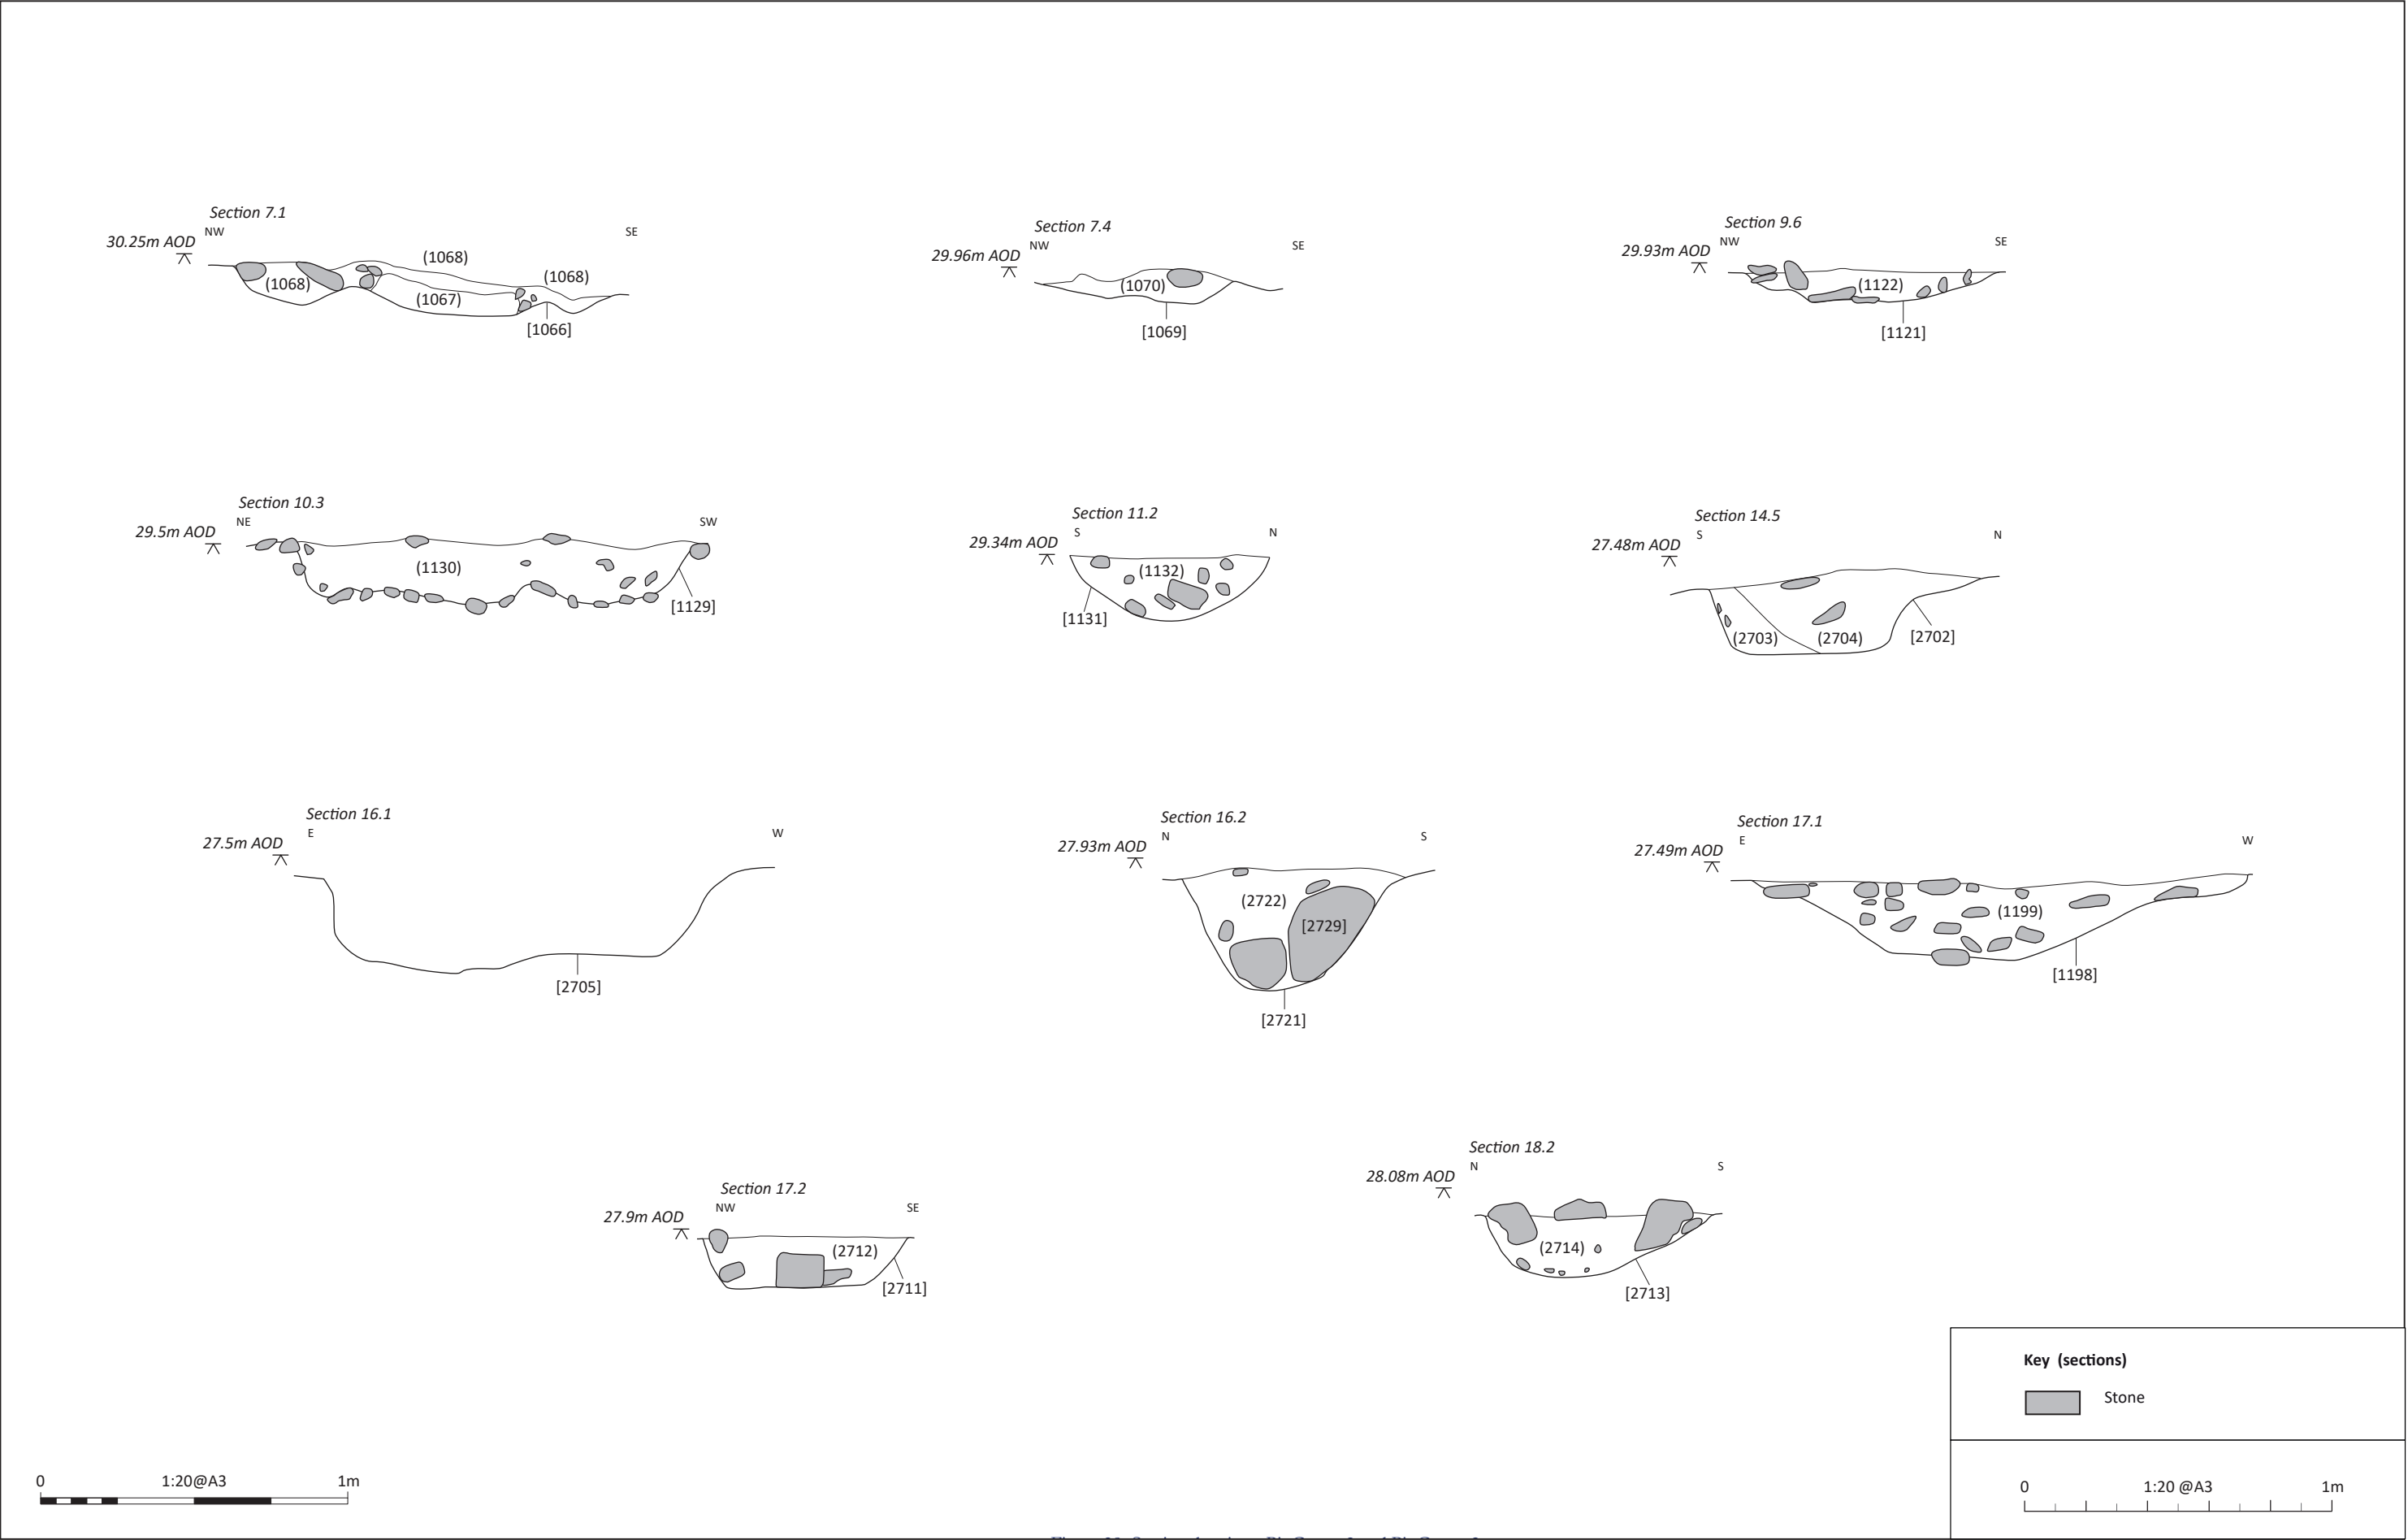 Section 7.1
NW
SE
30.25m AOD
(1068)
(1068)
(1068)
(1067)
[1066]
Section 7.4
NW
SE
29.96m AOD
(1070)
[1069]
Section 9.6
NW
SE
29.93m AOD
(1122)
[1121]
Section 10.3
NE
SW
29.5m AOD
(1130)
[1129]
Section 11.2
S
N
29.34m AOD
(1132)
[1131]
Section 14.5
S
N
27.48m AOD
(2703)
(2704)
[2702]
Section 16.1
E
W
27.5m AOD
[2705]
Section 16.2
N
S
27.93m AOD
(2722)
[2729]
[2721]
Section 17.1
E
W
27.49m AOD
(1199)
[1198]
Section 17.2
NW
SE
27.9m AOD
(2712)
[2711]
Section 18.2
N
S
28.08m AOD
(2714)
[2713]
Key (sections)
Stone
0 1:20@A3 1m
0 1:20 @A3 1m